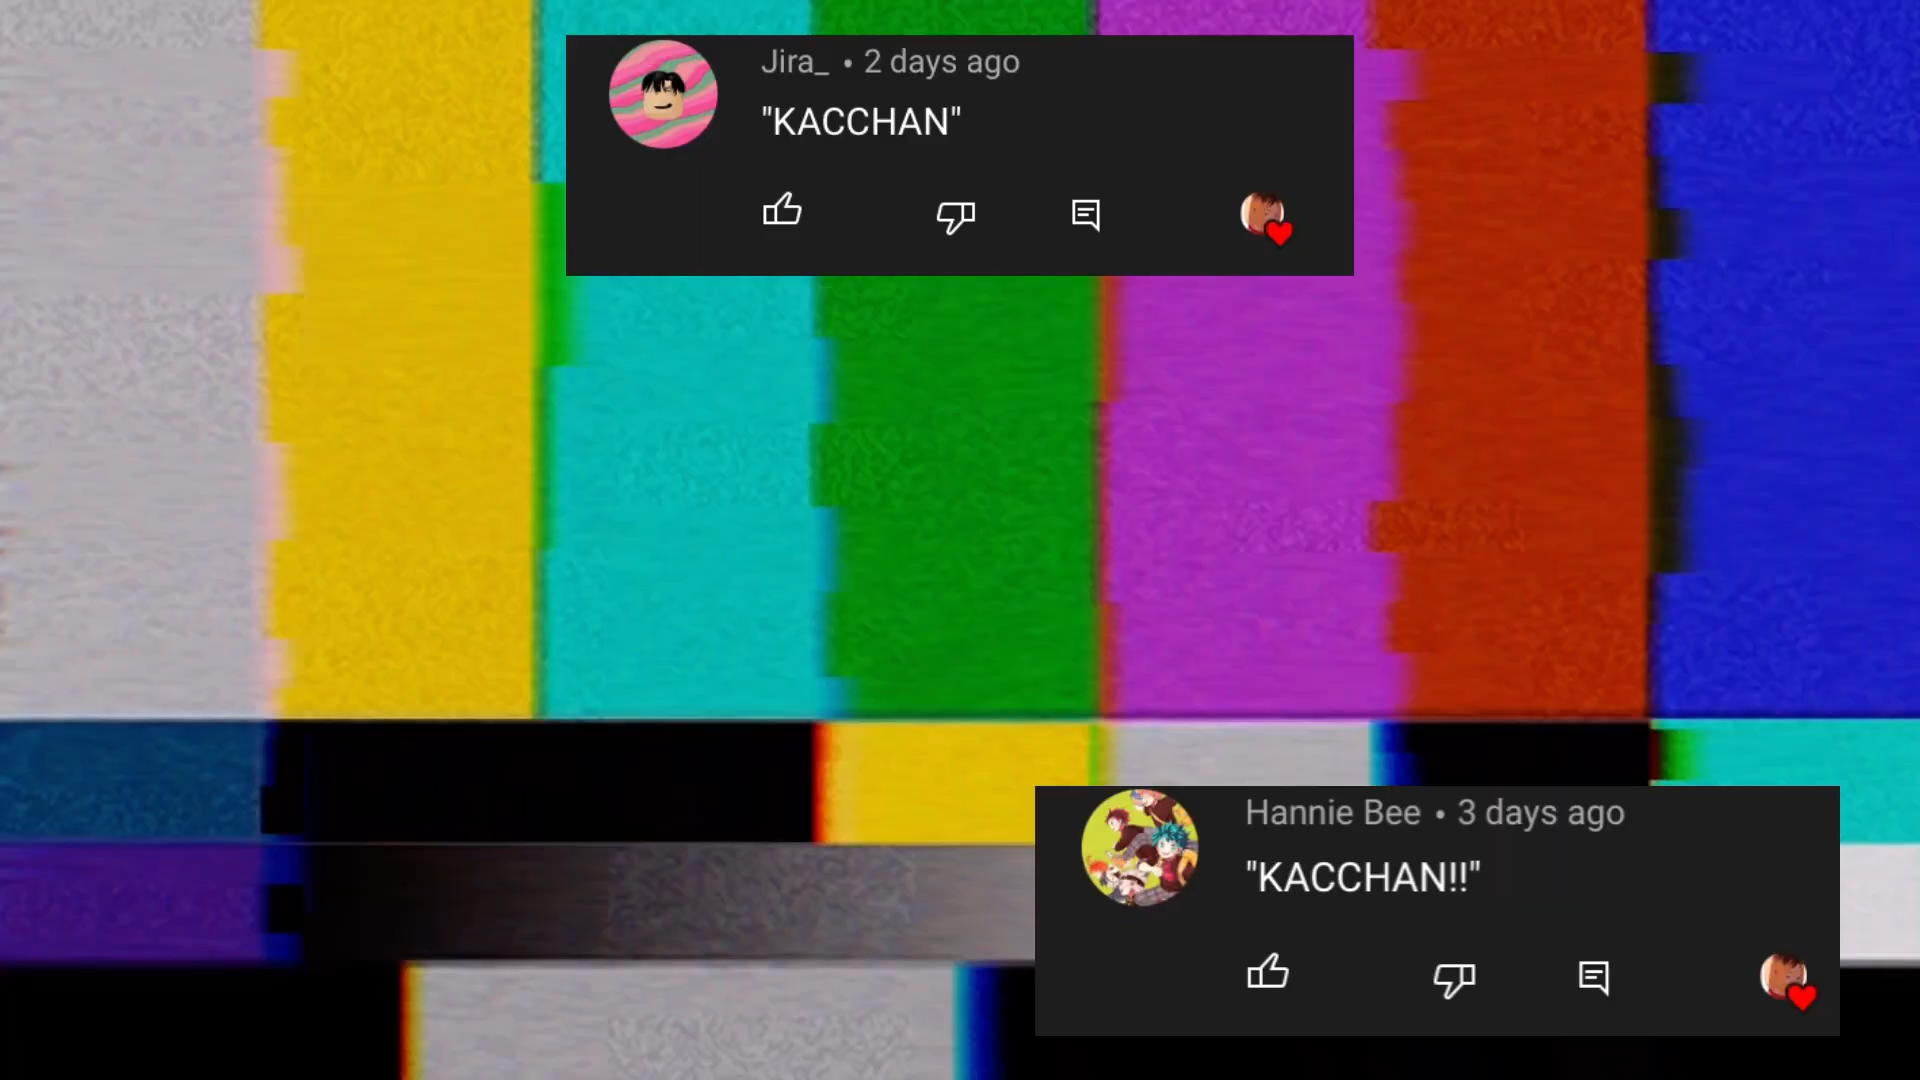 Jira_ • 2 days ago
"KACCHAN"
Hannie Bee • 3 days ago
"KACCHAN!!"